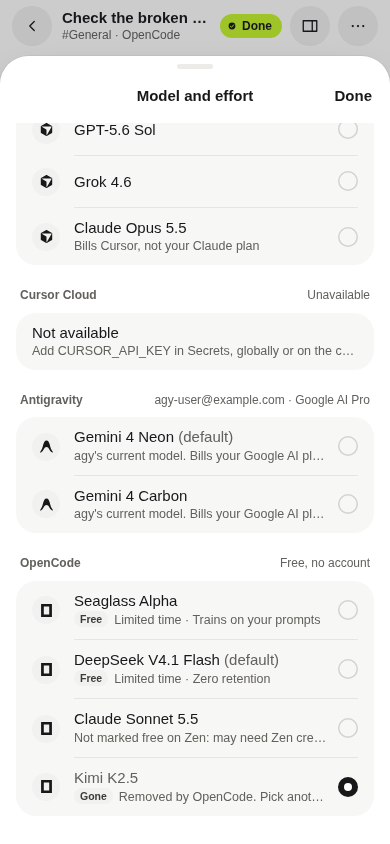 Check the broken ...
#General · OpenCode
Done
Model and effort
Done
GPT-5.6 Sol
Grok 4.6
Claude Opus 5.5
Bills Cursor, not your Claude plan
Cursor Cloud
Unavailable
Not available
Add CURSOR_API_KEY in Secrets, globally or on the c...
Antigravity
agy-user@example.com · Google AI Pro
Gemini 4 Neon (default)
agy's current model. Bills your Google AI pl...
Gemini 4 Carbon
agy's current model. Bills your Google AI pl...
OpenCode
Free, no account
Seaglass Alpha
Free Limited time · Trains on your prompts
DeepSeek V4.1 Flash (default)
Free Limited time · Zero retention
Claude Sonnet 5.5
Not marked free on Zen: may need Zen cre...
Kimi K2.5
Gone Removed by OpenCode. Pick anot...